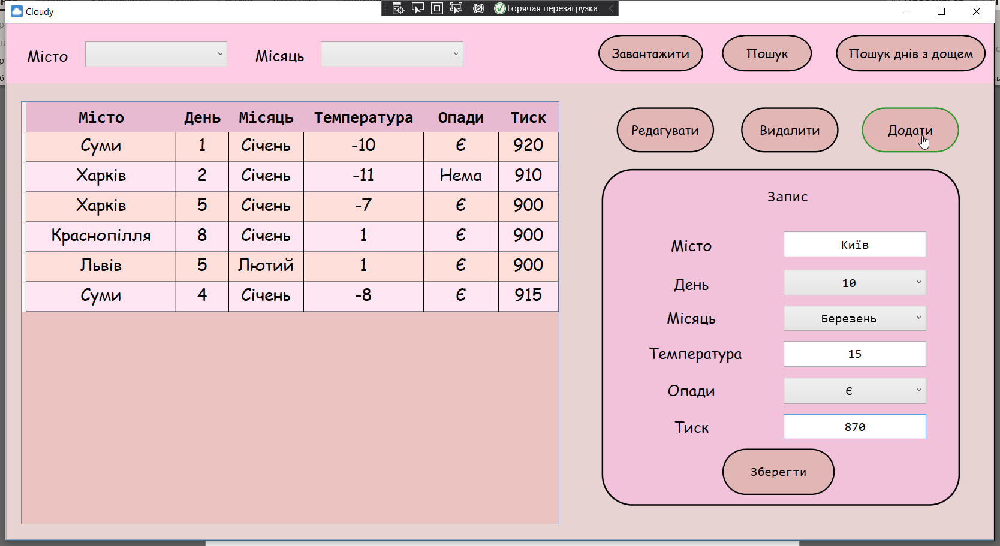 Cloudy
Горячая перезагрузка
Місто Місяць Завантажити Пошук Пошук днів з дощем
Місто День Місяць Температура Опади Тиск
Суми 1 Січень -10 Є 920
Харків 2 Січень -11 Нема 910
Харків 5 Січень -7 Є 900
Краснопілля 8 Січень 1 Є 900
Львів 5 Лютий 1 Є 900
Суми 4 Січень -8 Є 915
Редагувати Видалити Додати
Запис
Місто Київ
День 10
Місяць Березень
Температура 15
Опади Є
Тиск 870
Зберегти